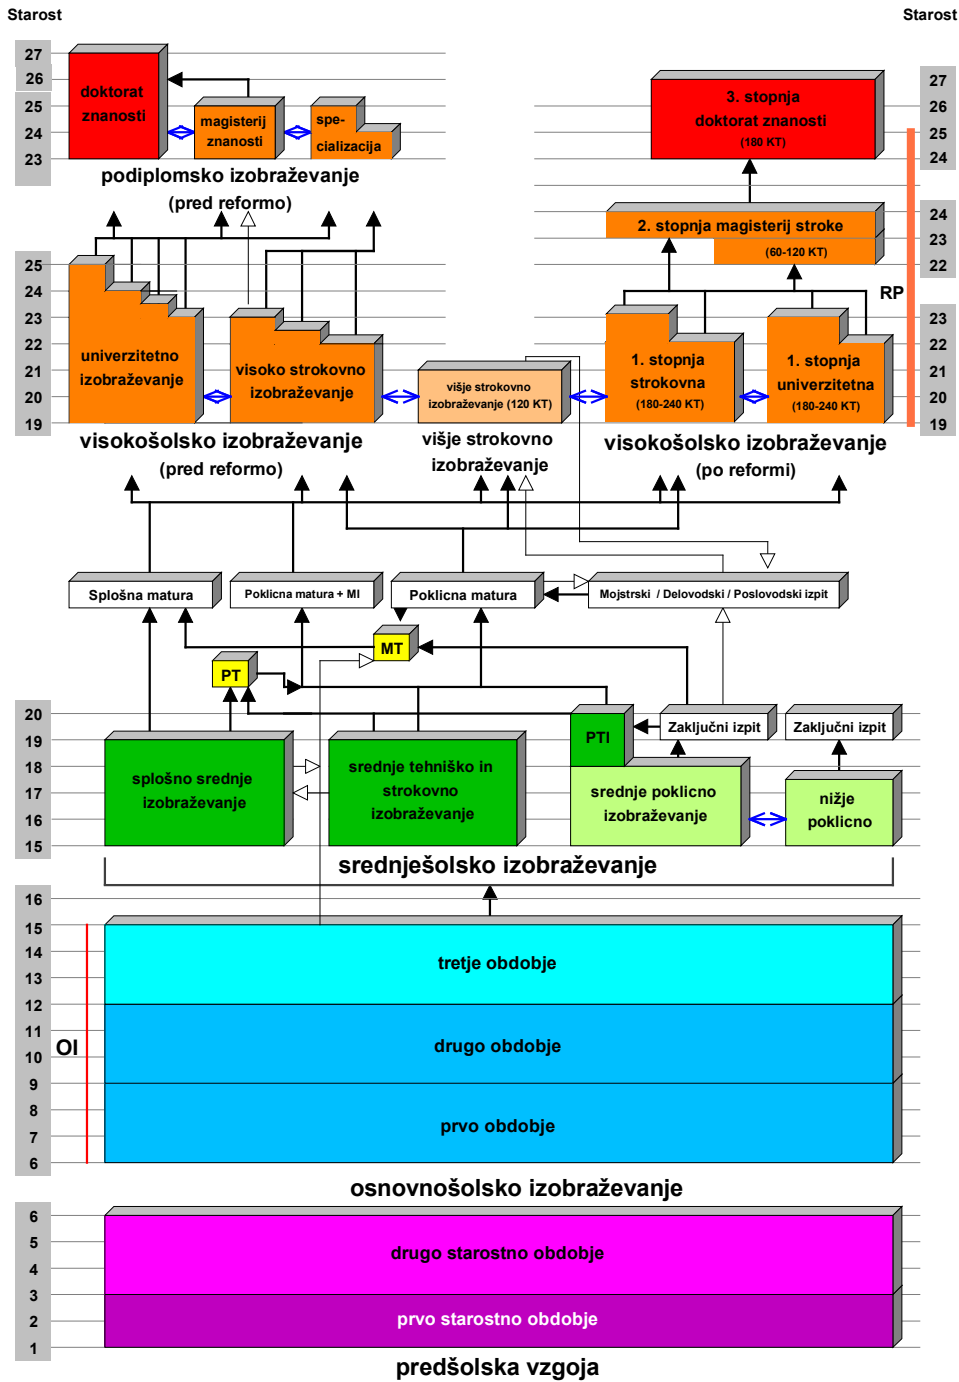 Starost
Starost
27
26
25
24
23
doktorat
znanosti
magisterij
znanosti
spe-
cializacija
podiplomsko izobraževanje
(pred reformo)
3. stopnja
doktorat znanosti
(180 KT)
27
26
25
24
2. stopnja magisterij stroke
(60-120 KT)
24
23
22
RP
25
24
23
22
21
20
19
univerzitetno
izobraževanje
visoko strokovno
izobraževanje
višje strokovno
izobraževanje (120 KT)
1. stopnja
strokovna
(180-240 KT)
1. stopnja
univerzitetna
(180-240 KT)
23
22
21
20
19
visokošolsko izobraževanje
(pred reformo)
višje strokovno
izobraževanje
visokošolsko izobraževanje
(po reformi)
Splošna matura
Poklicna matura + MI
Poklicna matura
Mojstrski / Delovodski / Poslovodski izpit
MT
PT
20
19
18
17
16
15
PTI
Zaključni izpit
Zaključni izpit
splošno srednje
izobraževanje
srednje tehniško in
strokovno
izobraževanje
srednje poklicno
izobraževanje
nižje
poklicno
srednješolsko izobraževanje
16
15
14
13
12
11
10
9
8
7
6
OI
tretje obdobje
drugo obdobje
prvo obdobje
osnovnošolsko izobraževanje
6
5
4
3
2
1
drugo starostno obdobje
prvo starostno obdobje
predšolska vzgoja